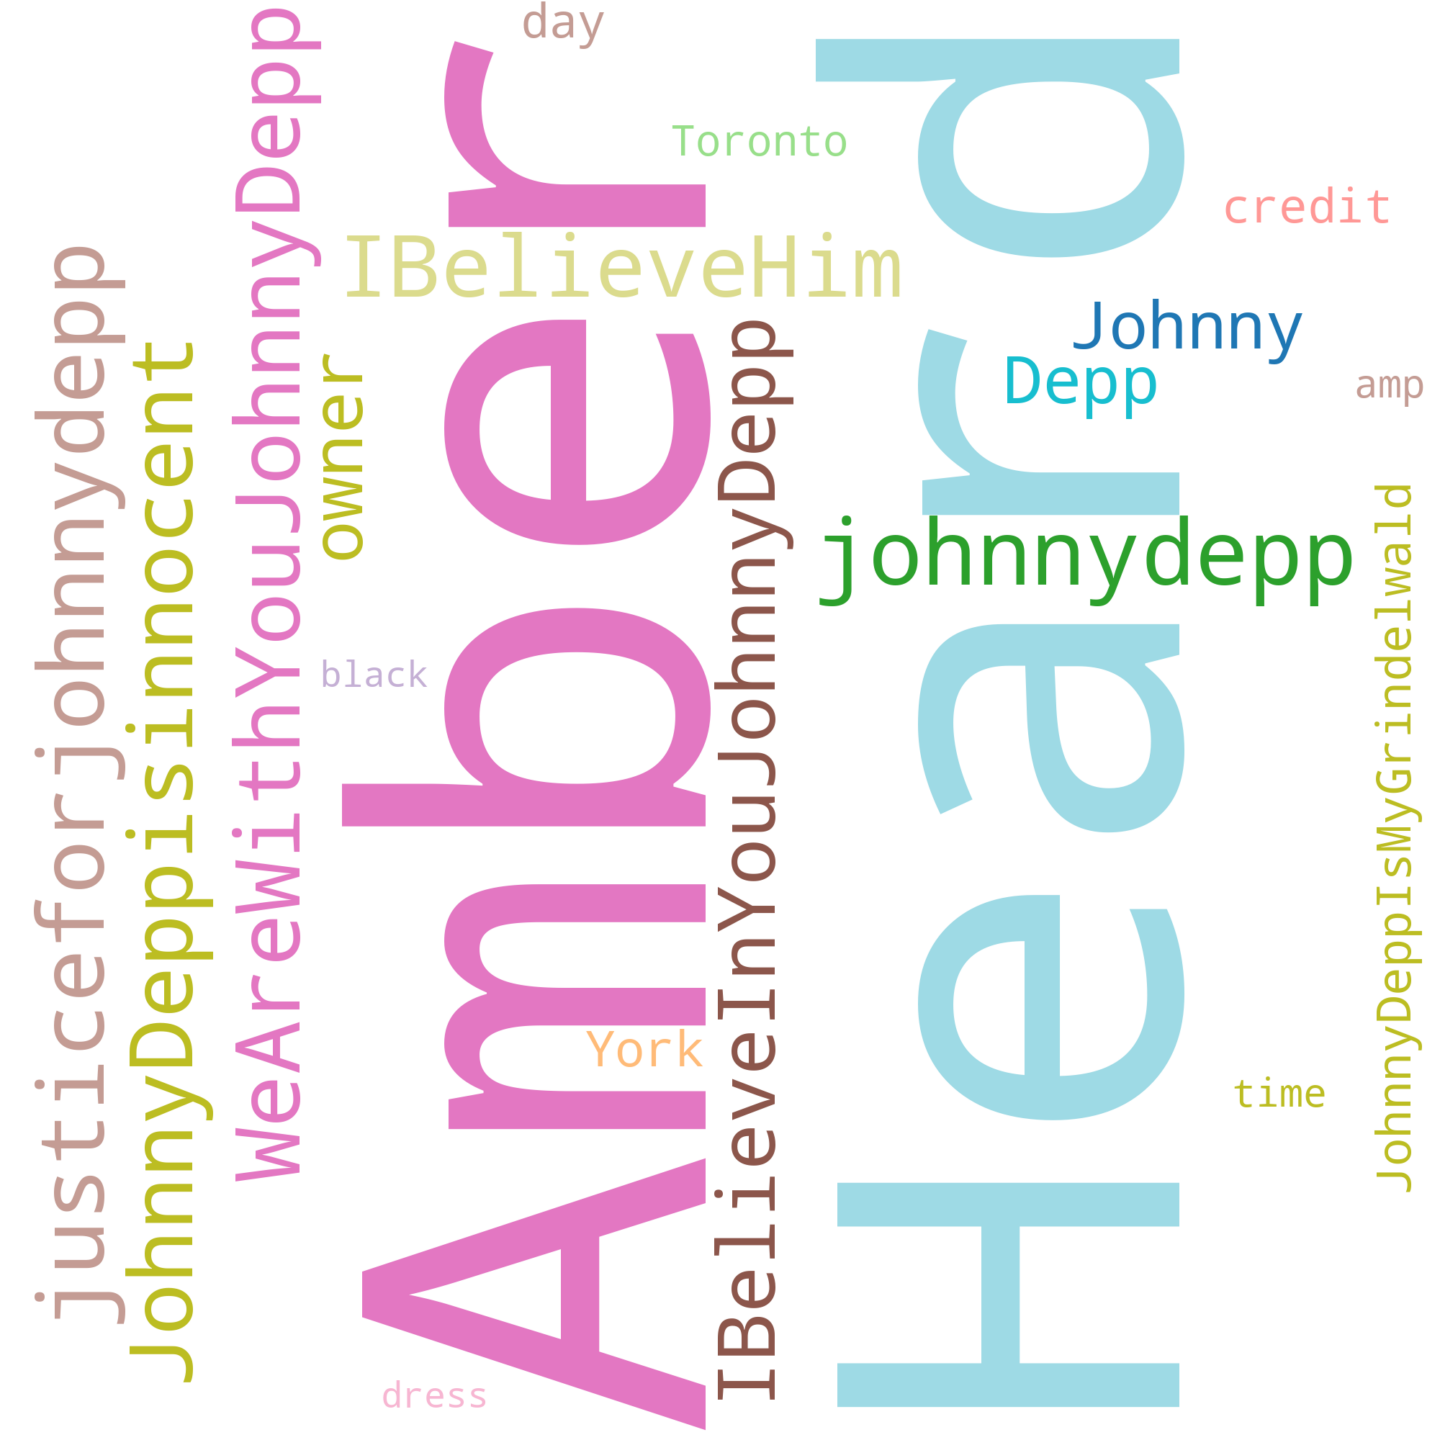 justiceforjohnnydepp
JohnnyDeppisinnocent
WeAreWithYouJohnnyDepp
owner
black
Amber
day
Toronto
IBelieveHim
York
dress
IBelieveInYouJohnnyDepp
Heard
credit
Johnny
Depp
amp
johnnydepp
time
JohnnyDeppIsMyGrindelwald